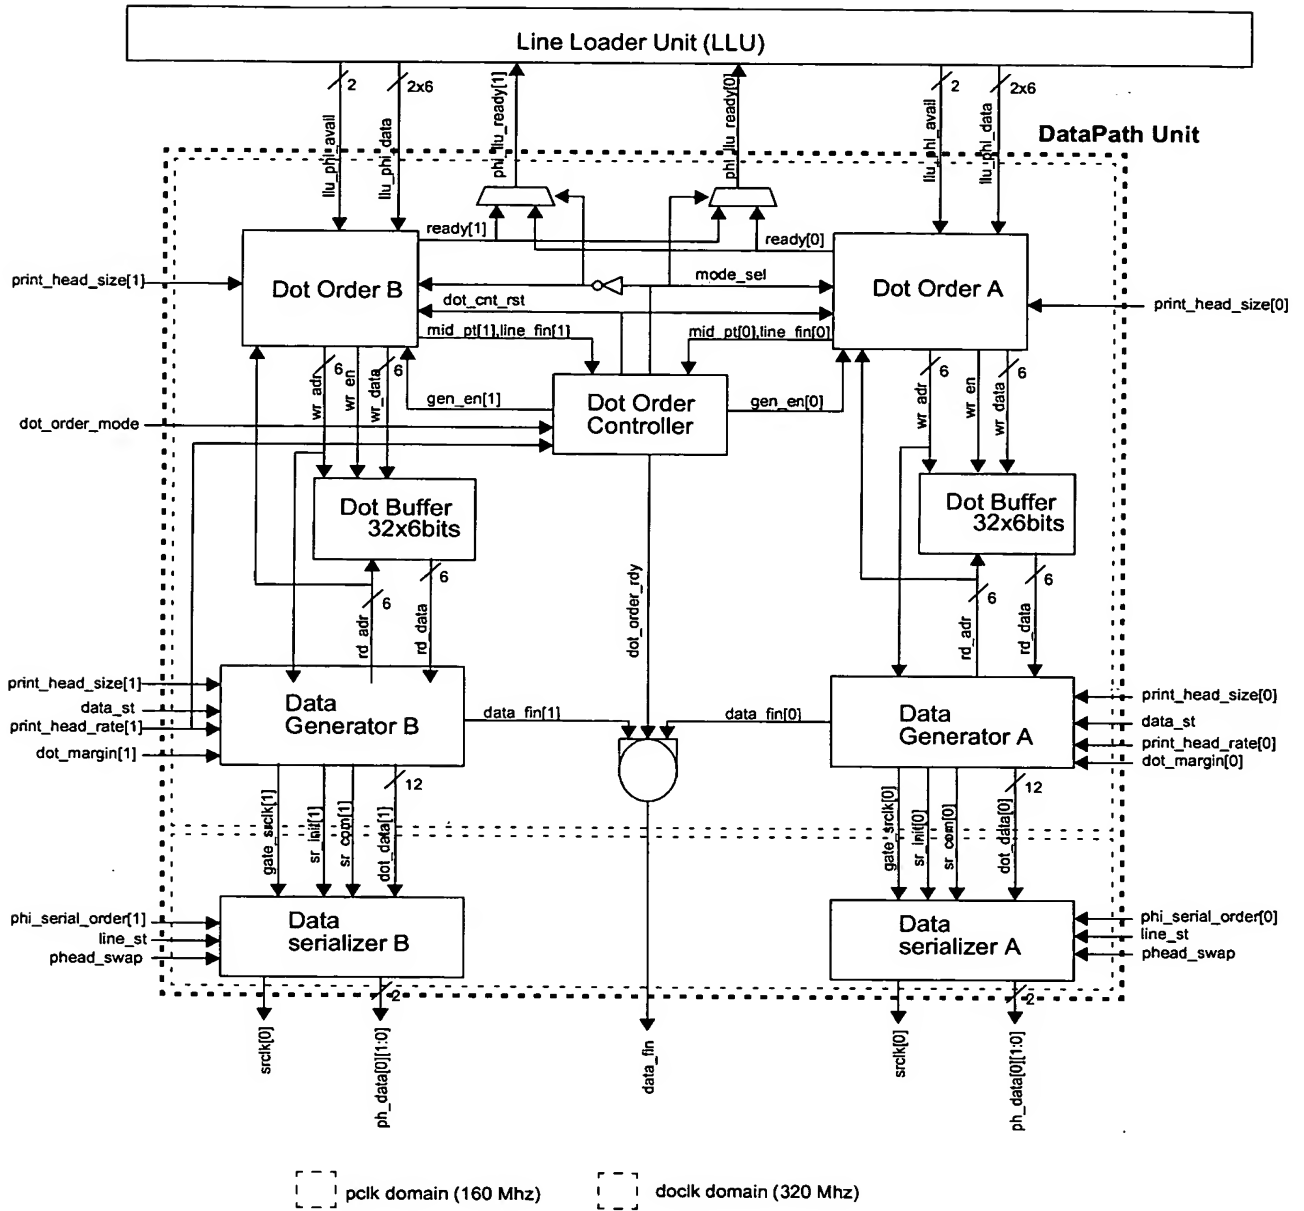 Line Loader Unit (LLU)
2
2x6
llu_phi_avail
llu_phi_data
phi_llu_ready[1]
phi_llu_ready[0]
2
2x6
llu_phi_avail
llu_phi_data
DataPath Unit
ready[1]
ready[0]
print_head_size[1]
Dot Order B
mode_sel
Dot Order A
dot_cnt_rst
print_head_size[0]
mid_pt[1],line_fin[1]
mid_pt[0],line_fin[0]
6
wr_adr
wr_en
6
wr_data
gen_en[1]
Dot Order
Controller
gen_en[0]
6
wr_adr
wr_en
6
wr_data
dot_order_mode
Dot Buffer
32x6bits
Dot Buffer
32x6bits
6
rd_adr
6
rd_data
dot_order_rdy
6
rd_adr
6
rd_data
print_head_size[1]
data_st
print_head_rate[1]
dot_margin[1]
Data
Generator B
data_fin[1]
data_fin[0]
Data
Generator A
print_head_size[0]
data_st
print_head_rate[0]
dot_margin[0]
gate_srclk[1]
sr_init[1]
sr_com[1]
dot_data[1]
12
gate_srclk[0]
sr_init[0]
sr_com[0]
dot_data[0]
12
phi_serial_order[1]
line_st
phead_swap
Data
serializer B
Data
serializer A
phi_serial_order[0]
line_st
phead_swap
2
2
srclk[0]
ph_data[0][1:0]
data_fin
srclk[0]
ph_data[0][1:0]
pclk domain (160 Mhz)
doclk domain (320 Mhz)